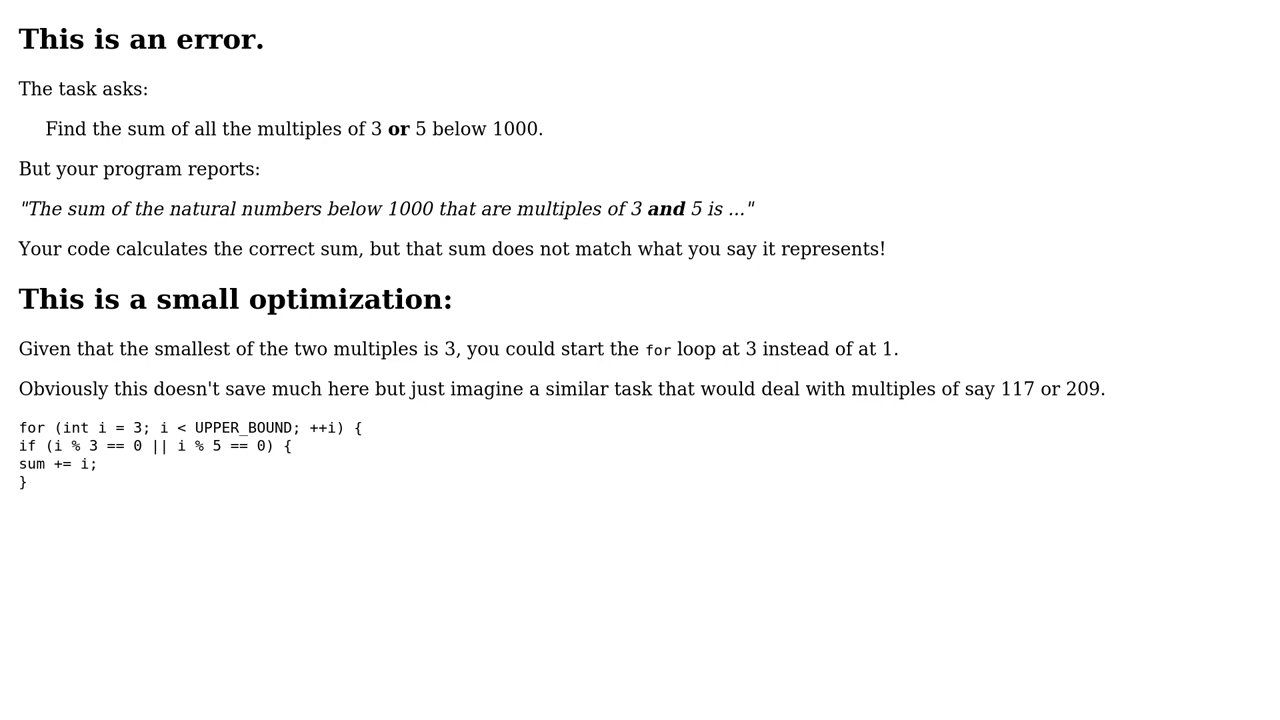 This is an error.
The task asks:
Find the sum of all the multiples of 3 or 5 below 1000.
But your program reports:
"The sum of the natural numbers below 1000 that are multiples of 3 and 5 is ..."
Your code calculates the correct sum, but that sum does not match what you say it represents!
This is a small optimization:
Given that the smallest of the two multiples is 3, you could start the for loop at 3 instead of at 1.
Obviously this doesn't save much here but just imagine a similar task that would deal with multiples of say 117 or 209.
for (int i = 3; i < UPPER_BOUND; ++i) {
if (i % 3 == 0 || i % 5 == 0) {
sum += i;
}